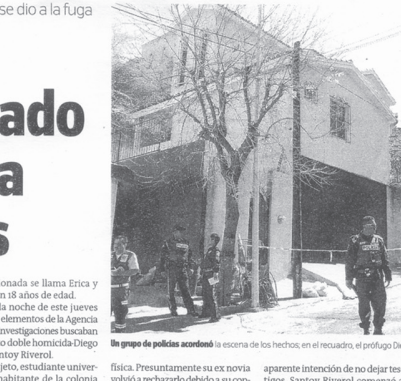 se dio a la fuga
ado
a
s
onada se llama Erica y
n 18 años de edad.
la noche de este jueves
elementos de la Agencia
nvestigaciones buscaban
o doble homicida-Diego
ntoy Riverol.
jeto, estudiante univer-
habitante de la colonia
Un grupo de policías acordonó la escena de los hechos; en el recuadro, el prófugo Die
física. Presuntamente su ex novia
volvió a rechazarlo debido a su con-
aparente intención de no dejar tes-
tigos, Santoy Riverol comenzó